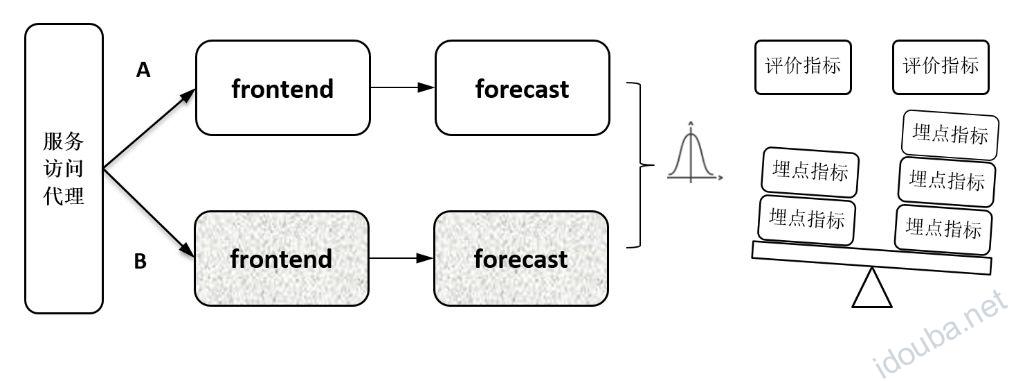 服务
访问
代理
A
frontend
forecast
B
frontend
forecast
评价指标
评价指标
埋点指标
埋点指标
埋点指标
埋点指标
埋点指标
idouba.net